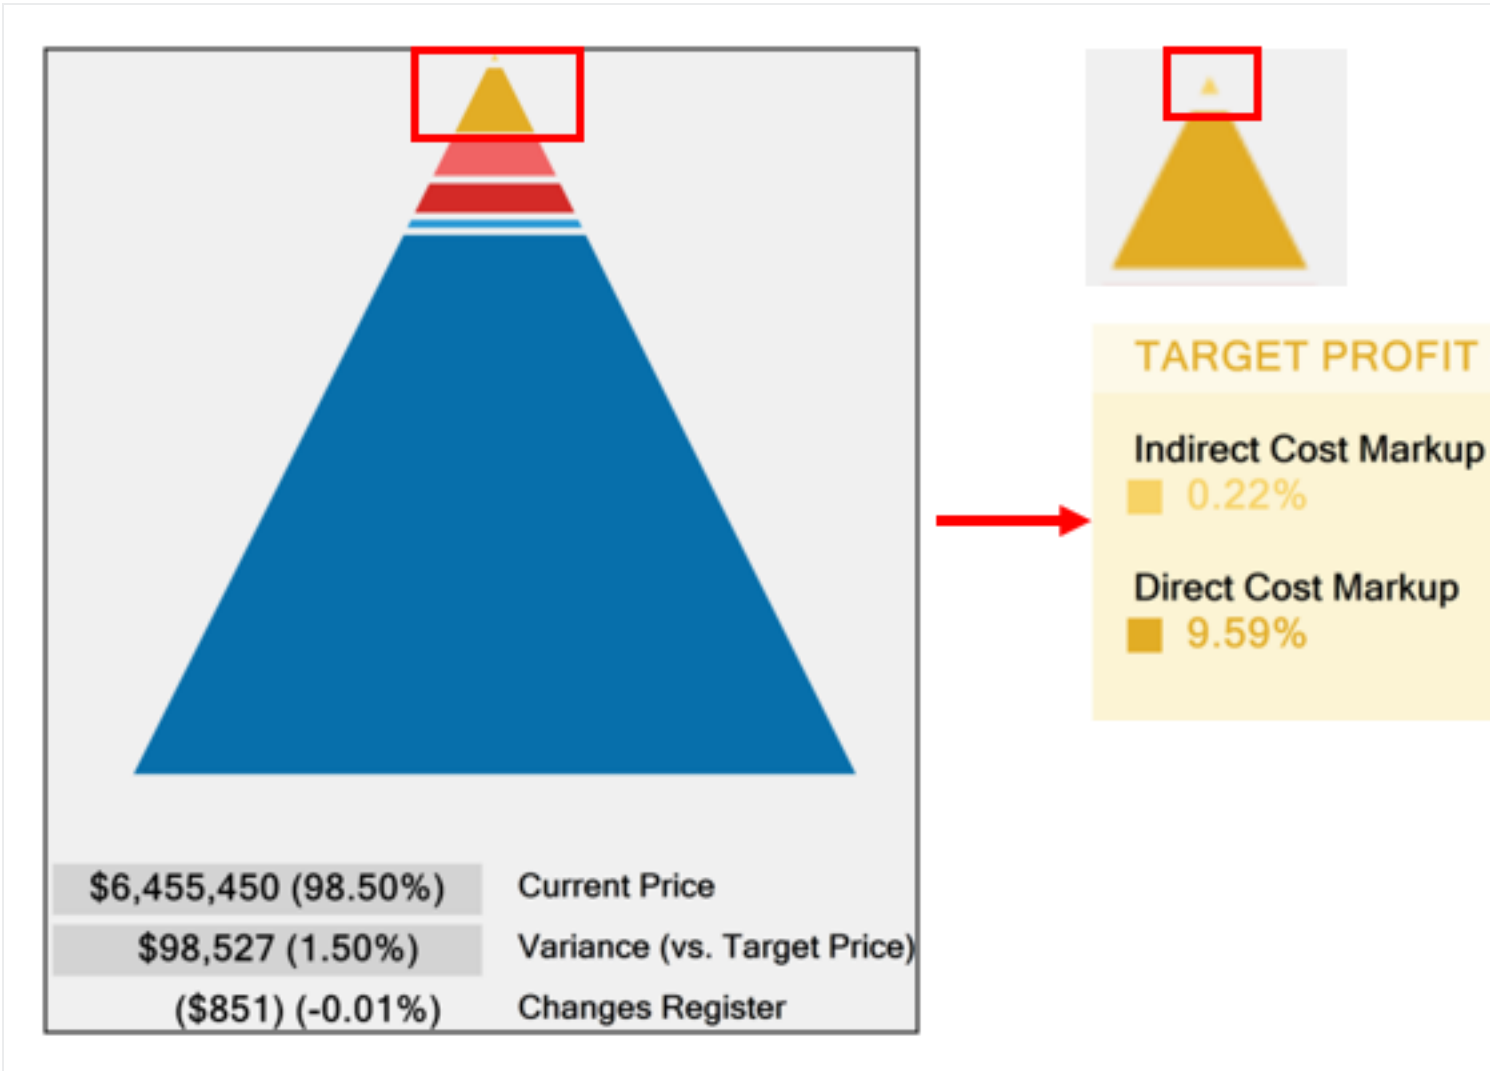 $6,455,450 (98.50%) Current Price
$98,527 (1.50%) Variance (vs. Target Price)
($851) (-0.01%) Changes Register
TARGET PROFIT
Indirect Cost Markup
0.22%
Direct Cost Markup
9.59%